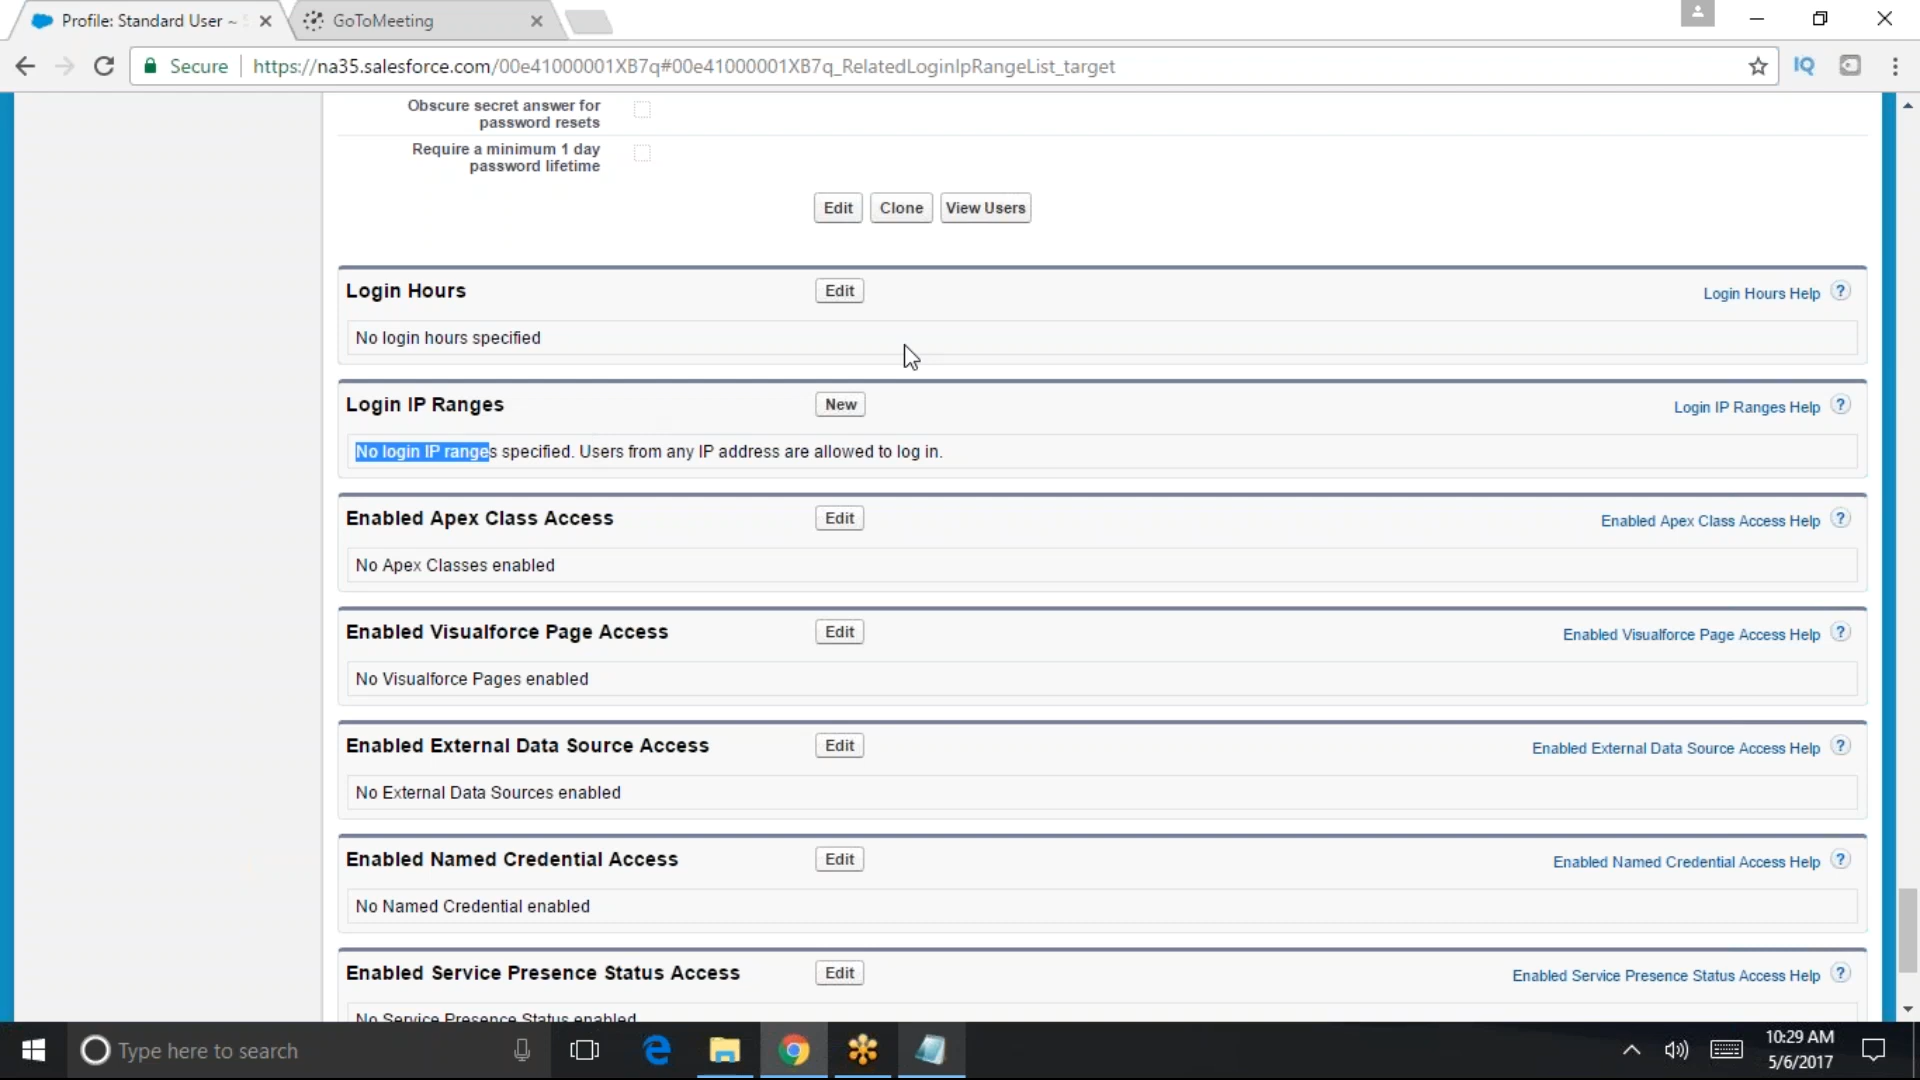 Profile: Standard User ~
GoToMeeting
Secure
https://na35.salesforce.com/00e41000001XB7q#00e41000001XB7q_RelatedLoginIpRangeList_target
IQ
Obscure secret answer for
password resets
Require a minimum 1 day
password lifetime
Edit Clone View Users
Login Hours Edit Login Hours Help ?
No login hours specified
Login IP Ranges New Login IP Ranges Help ?
No login IP ranges specified. Users from any IP address are allowed to log in.
Enabled Apex Class Access Edit Enabled Apex Class Access Help ?
No Apex Classes enabled
Enabled Visualforce Page Access Edit Enabled Visualforce Page Access Help ?
No Visualforce Pages enabled
Enabled External Data Source Access Edit Enabled External Data Source Access Help ?
No External Data Sources enabled
Enabled Named Credential Access Edit Enabled Named Credential Access Help ?
No Named Credential enabled
Enabled Service Presence Status Access Edit Enabled Service Presence Status Access Help ?
No Service Presence Status enabled
Type here to search
10:29 AM
5/6/2017